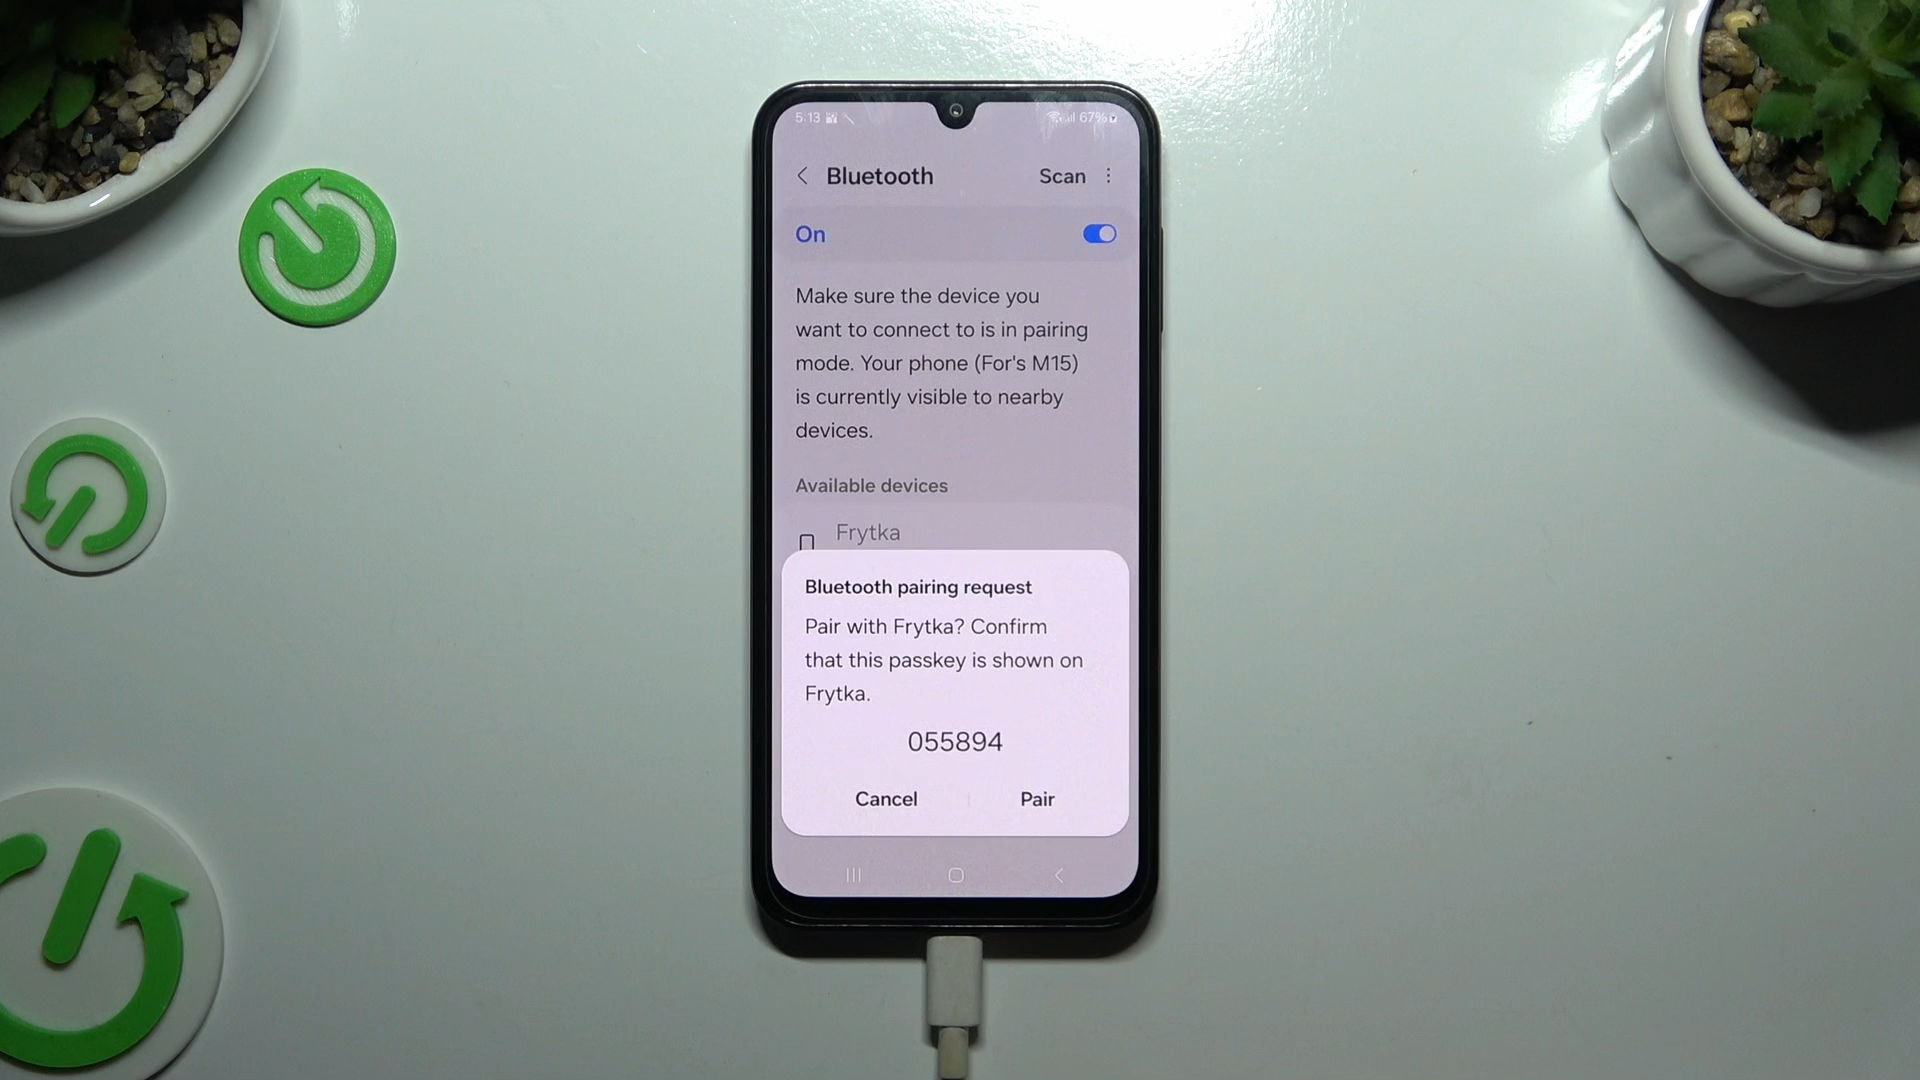 5:13 67%
Bluetooth Scan
On
Make sure the device you
want to connect to is in pairing
mode. Your phone (For's M15)
is currently visible to nearby
devices.
Available devices
Frytka
Bluetooth pairing request
Pair with Frytka? Confirm
that this passkey is shown on
Frytka.
055894
Cancel Pair